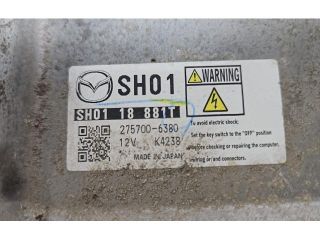 SH01
WARNING
SH01 18 881T
275700-6380
12V K4238
MADE IN JAPAN
To avoid electric shock:
Set the key switch to the "OFF" position
before checking or repairing the computer,
wiring or and connectors.